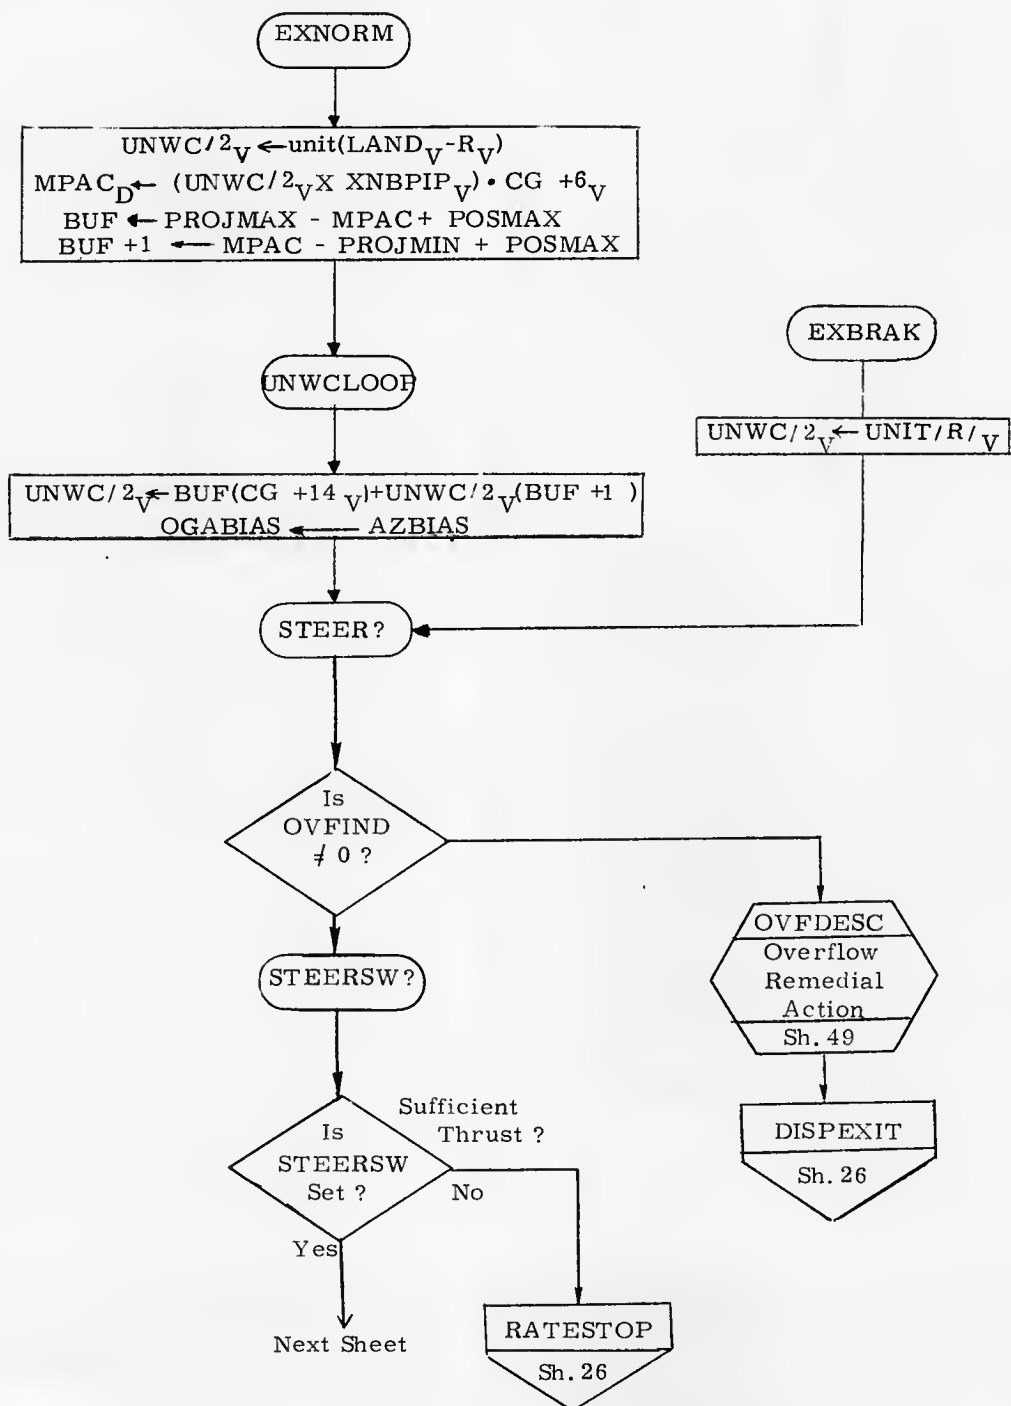 EXNORM
UNWC/2V ←unit(LANDV-RV)
MPACD← (UNWC/2V X XNBPIPV) • CG +6V
BUF ← PROJMAX - MPAC+ POSMAX
BUF +1 ← MPAC - PROJMIN + POSMAX
EXBRAK
UNWCLOOP
UNWC/2V ← UNIT/R/V
UNWC/2V←BUF(CG +14V)+UNWC/2V(BUF +1 )
OGABIAS ← AZBIAS
STEER?
Is
OVFIND
≠ 0 ?
OVFDESC
Overflow
Remedial
Action
Sh. 49
STEERSW?
Sufficient
Thrust ?
Is
STEERSW
Set ?
No
Yes
DISPEXIT
Sh. 26
Next Sheet
RATESTOP
Sh. 26